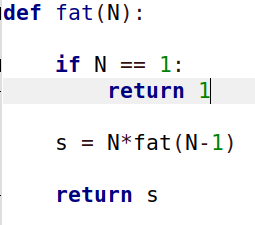 def fat(N):
    if N == 1:
        return 1
    s = N*fat(N-1)
    return s